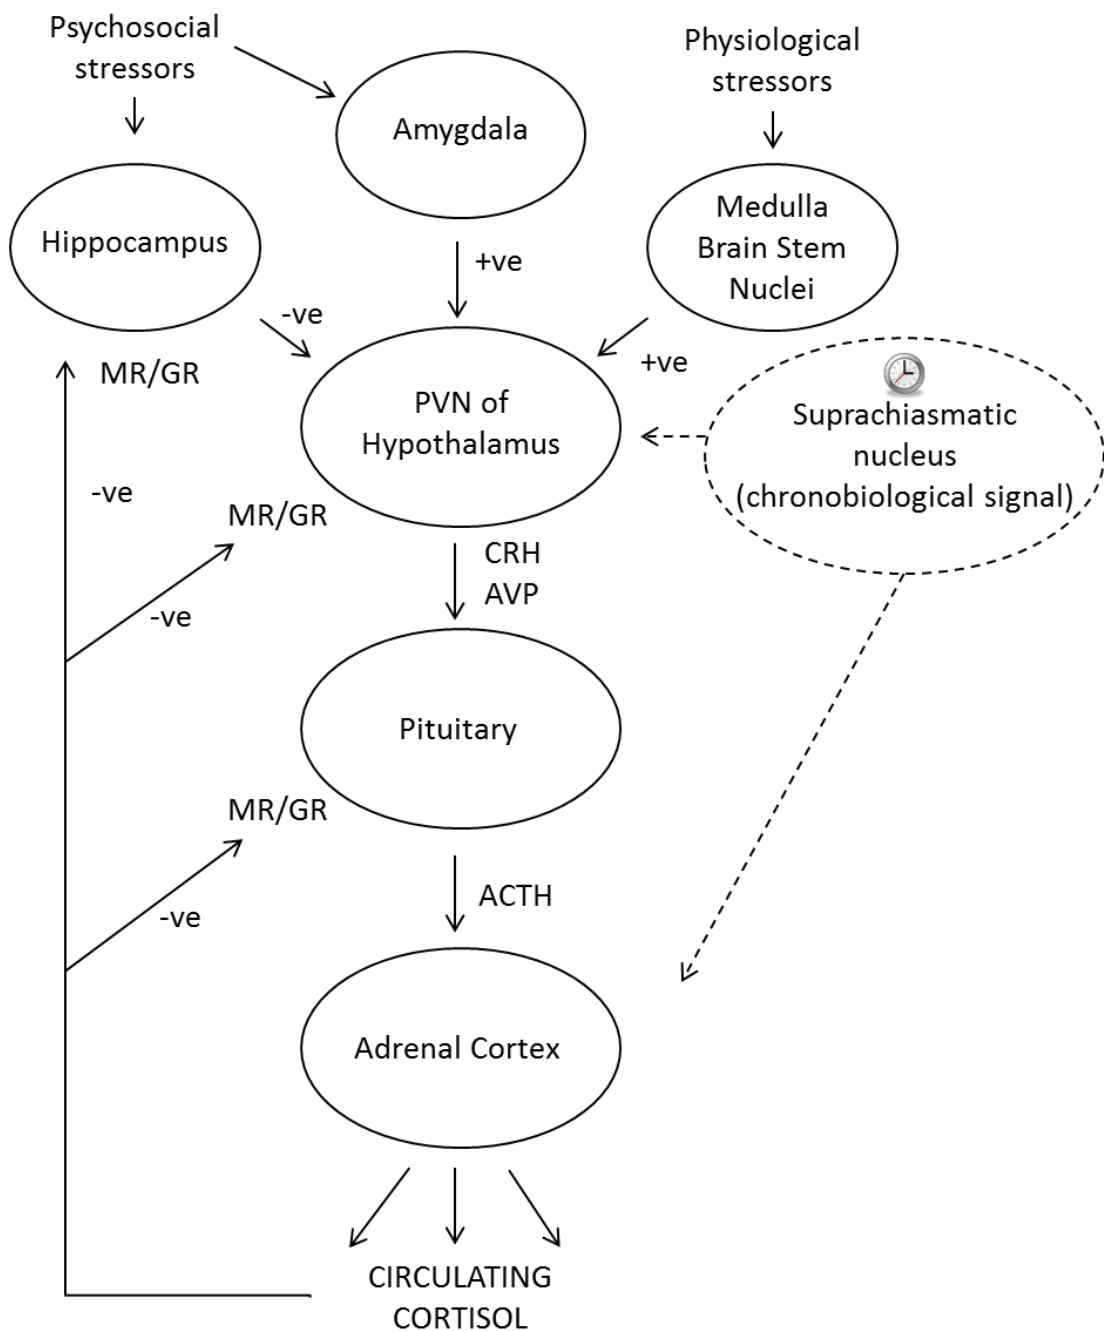 Psychosocial
stressors
Physiological
stressors
Amygdala
Hippocampus
Medulla
Brain Stem
Nuclei
+ve
-ve
+ve
MR/GR
PVN of
Hypothalamus
Suprachiasmatic
nucleus
(chronobiological signal)
-ve
MR/GR
CRH
AVP
-ve
Pituitary
MR/GR
ACTH
-ve
Adrenal Cortex
CIRCULATING
CORTISOL